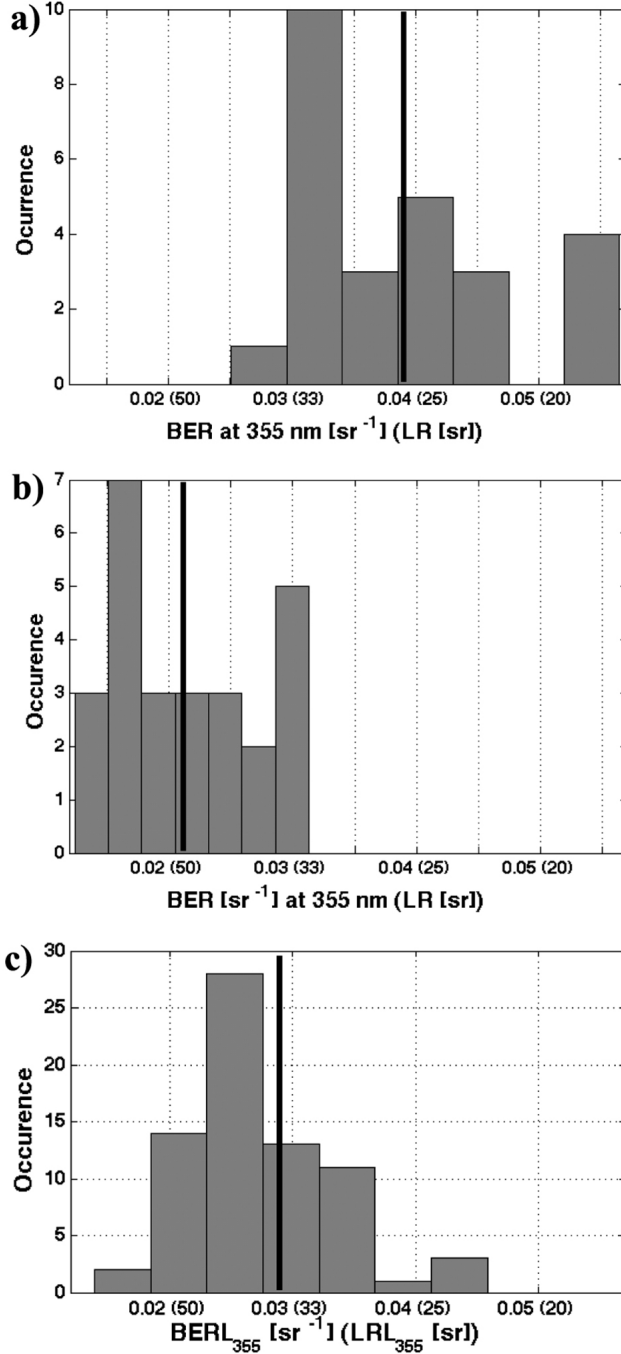 a)
10
8
6
4
2
0
Ocurrence
0.02 (50) 0.03 (33) 0.04 (25) 0.05 (20)
BER at 355 nm [sr -1] (LR [sr])
b)
7
6
5
4
3
2
1
0
Occurence
0.02 (50) 0.03 (33) 0.04 (25) 0.05 (20)
BER [sr -1] at 355 nm (LR [sr])
c)
30
25
20
15
10
5
0
Occurence
0.02 (50) 0.03 (33) 0.04 (25) 0.05 (20)
BERL355 [sr -1] (LRL355 [sr])